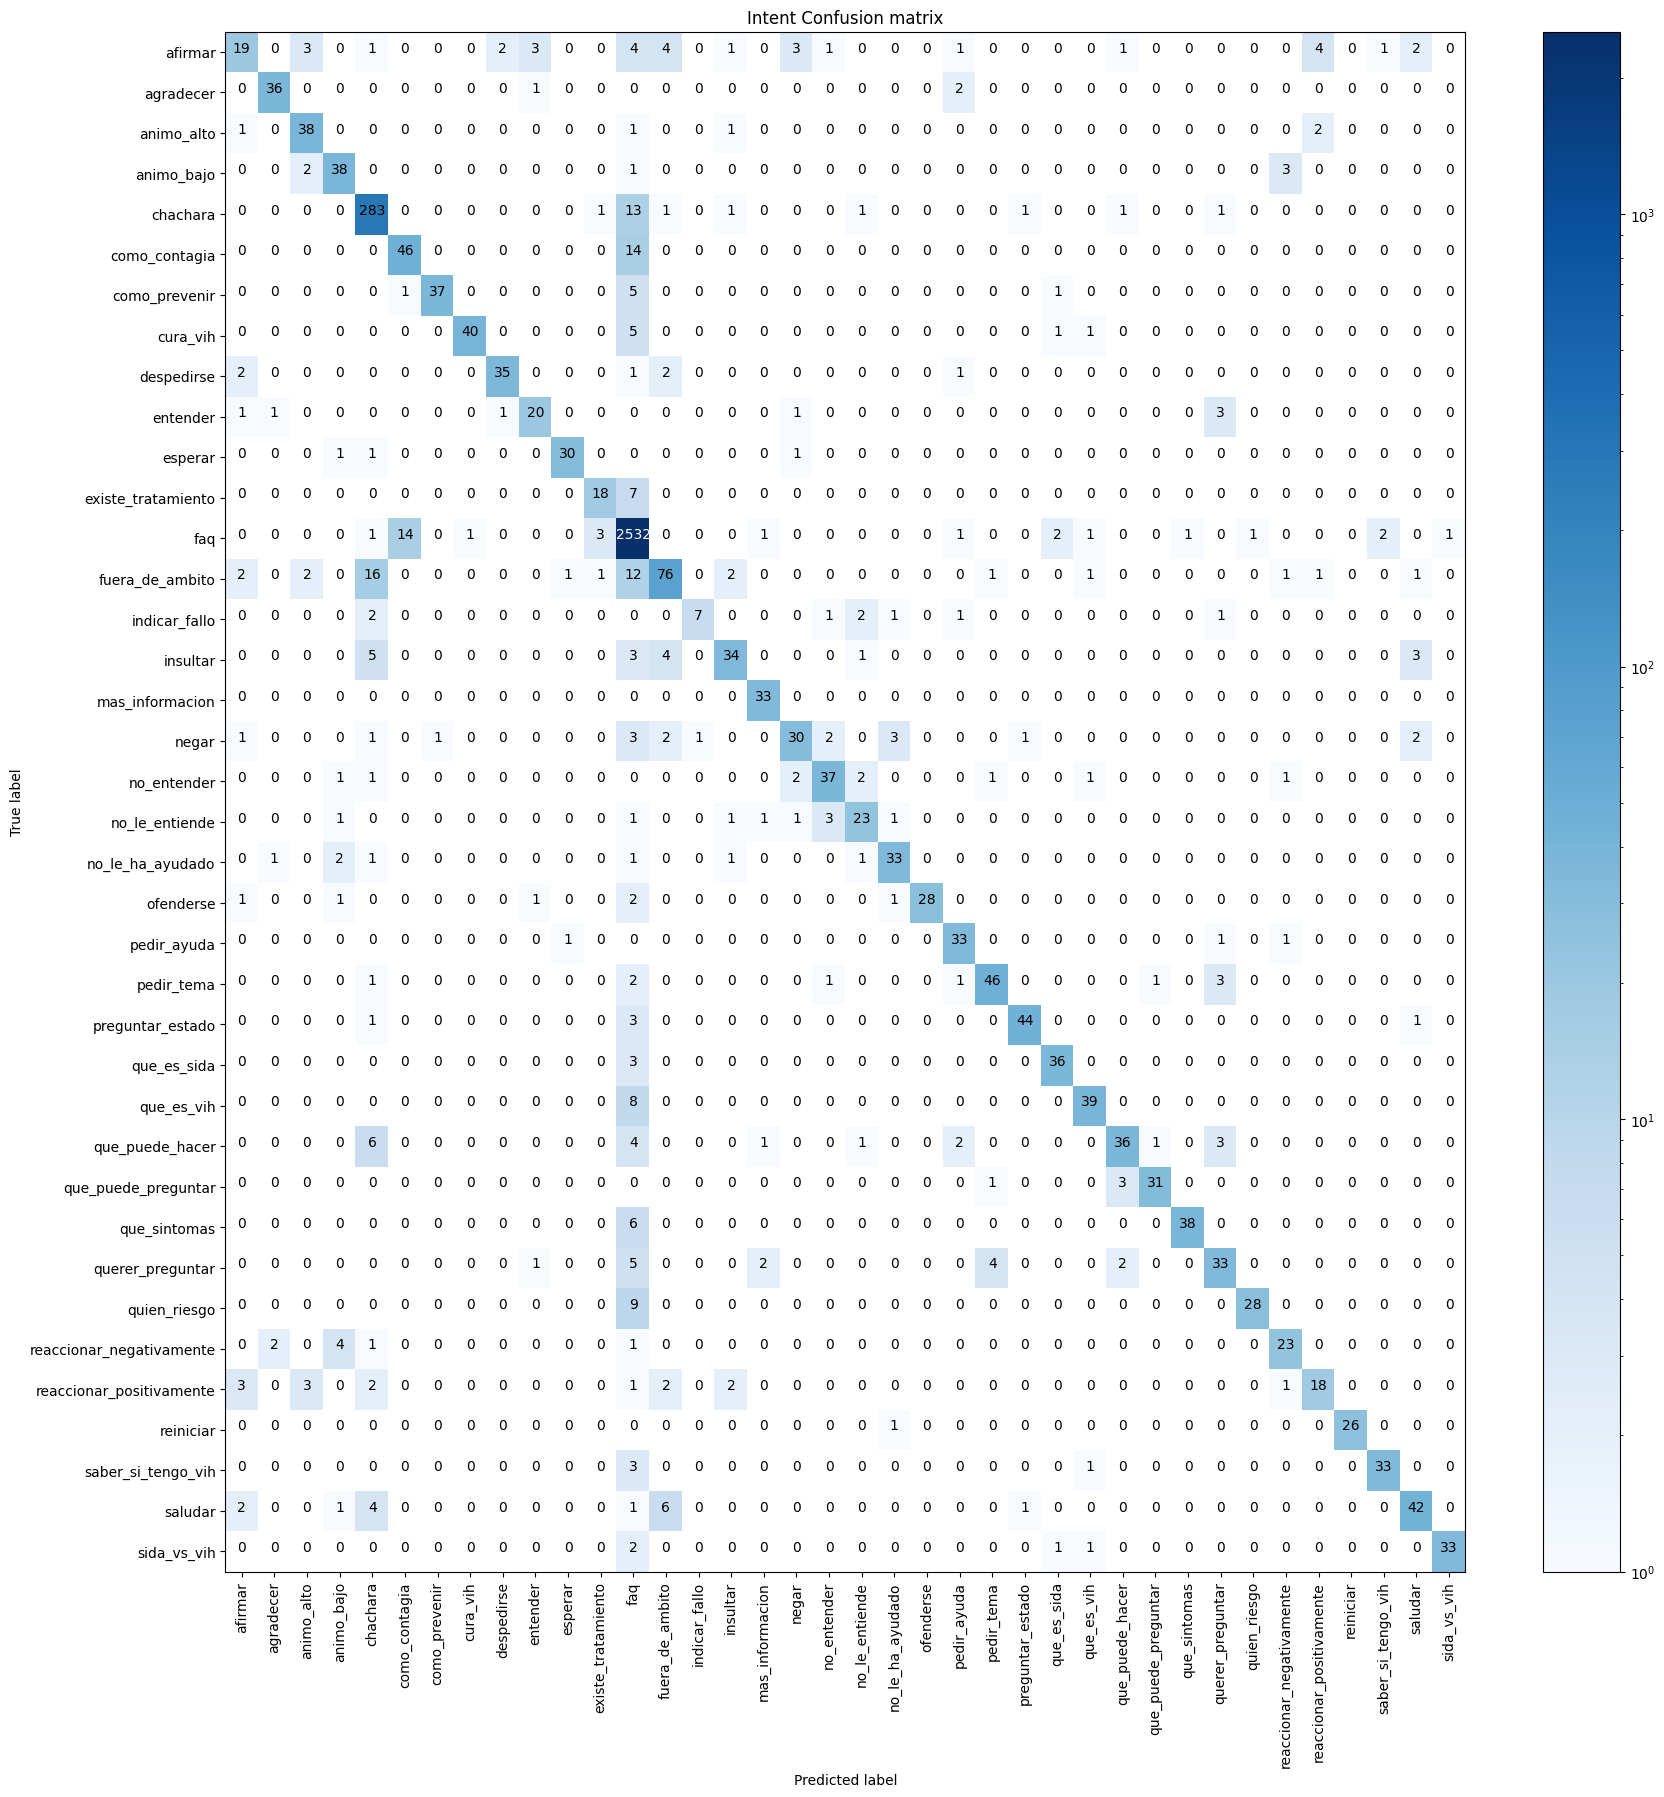 Intent Confusion matrix
afirmar 19 0 3 0 1 0 0 0 2 3 0 0 4 4 0 1 0 3 1 0 0 0 1 0 0 0 0 1 0 0 0 0 0 4 0 1 2 0
agradecer 0 36 0 0 0 0 0 0 0 1 0 0 0 0 0 0 0 0 0 0 0 0 2 0 0 0 0 0 0 0 0 0 0 0 0 0 0 0
animo_alto 1 0 38 0 0 0 0 0 0 0 0 0 1 0 0 1 0 0 0 0 0 0 0 0 0 0 0 0 0 0 0 0 0 2 0 0 0 0
animo_bajo 0 0 2 38 0 0 0 0 0 0 0 0 1 0 0 0 0 0 0 0 0 0 0 0 0 0 0 0 0 0 0 0 3 0 0 0 0 0
chachara 0 0 0 0 283 0 0 0 0 0 0 1 13 1 0 1 0 0 0 1 0 0 0 0 1 0 0 1 0 0 1 0 0 0 0 0 0 0
como_contagia 0 0 0 0 0 46 0 0 0 0 0 0 14 0 0 0 0 0 0 0 0 0 0 0 0 0 0 0 0 0 0 0 0 0 0 0 0 0
como_prevenir 0 0 0 0 0 1 37 0 0 0 0 0 5 0 0 0 0 0 0 0 0 0 0 0 0 1 0 0 0 0 0 0 0 0 0 0 0 0
cura_vih 0 0 0 0 0 0 0 40 0 0 0 0 5 0 0 0 0 0 0 0 0 0 0 0 0 1 1 0 0 0 0 0 0 0 0 0 0 0
despedirse 2 0 0 0 0 0 0 0 35 0 0 0 1 2 0 0 0 0 0 0 0 0 1 0 0 0 0 0 0 0 0 0 0 0 0 0 0 0
entender 1 1 0 0 0 0 0 0 1 20 0 0 0 0 0 0 0 1 0 0 0 0 0 0 0 0 0 0 0 0 3 0 0 0 0 0 0 0
esperar 0 0 0 1 1 0 0 0 0 0 30 0 0 0 0 0 0 1 0 0 0 0 0 0 0 0 0 0 0 0 0 0 0 0 0 0 0 0
existe_tratamiento 0 0 0 0 0 0 0 0 0 0 0 18 7 0 0 0 0 0 0 0 0 0 0 0 0 0 0 0 0 0 0 0 0 0 0 0 0 0
faq 0 0 0 0 1 14 0 1 0 0 0 3 2532 0 0 0 1 0 0 0 0 0 1 0 0 2 1 0 0 1 0 1 0 0 0 2 0 1
fuera_de_ambito 2 0 2 0 16 0 0 0 0 0 1 1 12 76 0 2 0 0 0 0 0 0 0 1 0 0 1 0 0 0 0 0 1 1 0 0 1 0
indicar_fallo 0 0 0 0 2 0 0 0 0 0 0 0 0 0 7 0 0 0 1 2 1 0 1 0 0 0 0 0 0 0 1 0 0 0 0 0 0 0
insultar 0 0 0 0 5 0 0 0 0 0 0 0 3 4 0 34 0 0 0 1 0 0 0 0 0 0 0 0 0 0 0 0 0 0 0 0 3 0
mas_informacion 0 0 0 0 0 0 0 0 0 0 0 0 0 0 0 0 33 0 0 0 0 0 0 0 0 0 0 0 0 0 0 0 0 0 0 0 0 0
negar 1 0 0 0 1 0 1 0 0 0 0 0 3 2 1 0 0 30 2 0 3 0 0 0 1 0 0 0 0 0 0 0 0 0 0 0 2 0
no_entender 0 0 0 1 1 0 0 0 0 0 0 0 0 0 0 0 0 2 37 2 0 0 0 1 0 0 1 0 0 0 0 0 1 0 0 0 0 0
no_le_entiende 0 0 0 1 0 0 0 0 0 0 0 0 1 0 0 1 1 1 3 23 1 0 0 0 0 0 0 0 0 0 0 0 0 0 0 0 0 0
no_le_ha_ayudado 0 1 0 2 1 0 0 0 0 0 0 0 1 0 0 1 0 0 0 1 33 0 0 0 0 0 0 0 0 0 0 0 0 0 0 0 0 0
ofenderse 1 0 0 1 0 0 0 0 0 1 0 0 2 0 0 0 0 0 0 0 1 28 0 0 0 0 0 0 0 0 0 0 0 0 0 0 0 0
pedir_ayuda 0 0 0 0 0 0 0 0 0 0 1 0 0 0 0 0 0 0 0 0 0 0 33 0 0 0 0 0 0 0 1 0 1 0 0 0 0 0
pedir_tema 0 0 0 0 1 0 0 0 0 0 0 0 2 0 0 0 0 0 1 0 0 0 1 46 0 0 0 0 1 0 3 0 0 0 0 0 0 0
preguntar_estado 0 0 0 0 1 0 0 0 0 0 0 0 3 0 0 0 0 0 0 0 0 0 0 0 44 0 0 0 0 0 0 0 0 0 0 0 1 0
que_es_sida 0 0 0 0 0 0 0 0 0 0 0 0 3 0 0 0 0 0 0 0 0 0 0 0 0 36 0 0 0 0 0 0 0 0 0 0 0 0
que_es_vih 0 0 0 0 0 0 0 0 0 0 0 0 8 0 0 0 0 0 0 0 0 0 0 0 0 0 39 0 0 0 0 0 0 0 0 0 0 0
que_puede_hacer 0 0 0 0 6 0 0 0 0 0 0 0 4 0 0 0 1 0 0 1 0 0 2 0 0 0 0 36 1 0 3 0 0 0 0 0 0 0
que_puede_preguntar 0 0 0 0 0 0 0 0 0 0 0 0 0 0 0 0 0 0 0 0 0 0 0 1 0 0 0 3 31 0 0 0 0 0 0 0 0 0
que_sintomas 0 0 0 0 0 0 0 0 0 0 0 0 6 0 0 0 0 0 0 0 0 0 0 0 0 0 0 0 0 38 0 0 0 0 0 0 0 0
querer_preguntar 0 0 0 0 0 0 0 0 0 1 0 0 5 0 0 0 2 0 0 0 0 0 0 4 0 0 0 2 0 0 33 0 0 0 0 0 0 0
quien_riesgo 0 0 0 0 0 0 0 0 0 0 0 0 9 0 0 0 0 0 0 0 0 0 0 0 0 0 0 0 0 0 0 28 0 0 0 0 0 0
reaccionar_negativamente 0 2 0 4 1 0 0 0 0 0 0 0 1 0 0 0 0 0 0 0 0 0 0 0 0 0 0 0 0 0 0 0 23 0 0 0 0 0
reaccionar_positivamente 3 0 3 0 2 0 0 0 0 0 0 0 1 2 0 2 0 0 0 0 0 0 0 0 0 0 0 0 0 0 0 0 1 18 0 0 0 0
reiniciar 0 0 0 0 0 0 0 0 0 0 0 0 0 0 0 0 0 0 0 0 1 0 0 0 0 0 0 0 0 0 0 0 0 0 26 0 0 0
saber_si_tengo_vih 0 0 0 0 0 0 0 0 0 0 0 0 3 0 0 0 0 0 0 0 0 0 0 0 0 0 1 0 0 0 0 0 0 0 0 33 0 0
saludar 2 0 0 1 4 0 0 0 0 0 0 0 1 6 0 0 0 0 0 0 0 0 0 0 1 0 0 0 0 0 0 0 0 0 0 0 42 0
sida_vs_vih 0 0 0 0 0 0 0 0 0 0 0 0 2 0 0 0 0 0 0 0 0 0 0 0 0 1 1 0 0 0 0 0 0 0 0 0 0 33
True label
afirmar
agradecer
animo_alto
animo_bajo
chachara
como_contagia
como_prevenir
cura_vih
despedirse
entender
esperar
existe_tratamiento
faq
fuera_de_ambito
indicar_fallo
insultar
mas_informacion
negar
no_entender
no_le_entiende
no_le_ha_ayudado
ofenderse
pedir_ayuda
pedir_tema
preguntar_estado
que_es_sida
que_es_vih
que_puede_hacer
que_puede_preguntar
que_sintomas
querer_preguntar
quien_riesgo
reaccionar_negativamente
reaccionar_positivamente
reiniciar
saber_si_tengo_vih
saludar
sida_vs_vih
Predicted label
10³
10²
10¹
10⁰